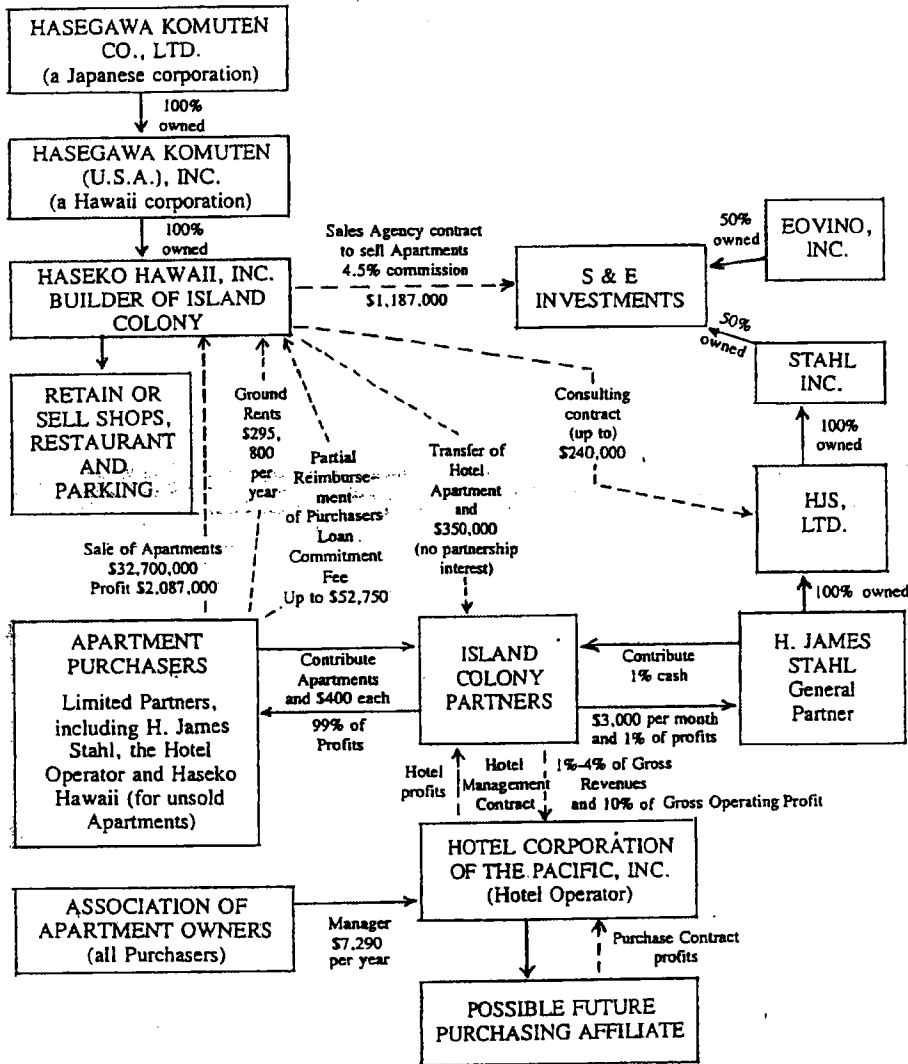 HASEGAWA KOMUTEN
CO., LTD.
(a Japanese corporation)
100%
owned
HASEGAWA KOMUTEN
(U.S.A.), INC.
(a Hawaii corporation)
100%
owned
HASEKO HAWAII, INC.
BUILDER OF ISLAND
COLONY
Sales Agency contract
to sell Apartments
4.5% commission
$1,187,000
S & E
INVESTMENTS
50%
owned
EOVINO,
INC.
50%
owned
STAHL
INC.
100%
owned
HJS,
LTD.
100% owned
RETAIN OR
SELL SHOPS,
RESTAURANT
AND
PARKING
Ground
Rents
$295,
800
per
year
Partial
Reimburse-
ment
of Purchasers'
Loan
Commitment
Fee
Up to $52,750
Transfer of
Hotel
Apartment
and
$350,000
(no partnership
interest)
Consulting
contract
(up to)
$240,000
Sale of Apartments
$32,700,000
Profit $2,087,000
APARTMENT
PURCHASERS
Limited Partners,
including H. James
Stahl, the Hotel
Operator and Haseko
Hawaii (for unsold
Apartments)
Contribute
Apartments
and $400 each
99% of
Profits
ISLAND
COLONY
PARTNERS
Contribute
1% cash
$3,000 per month
and 1% of profits
H. JAMES
STAHL
General
Partner
Hotel
profits
Hotel
Management
Contract
1%-4% of Gross
Revenues
and 10% of Gross Operating Profit
HOTEL CORPORATION
OF THE PACIFIC, INC.
(Hotel Operator)
ASSOCIATION OF
APARTMENT OWNERS
(all Purchasers)
Manager
$7,290
per year
Purchase Contract
profits
POSSIBLE FUTURE
PURCHASING AFFILIATE